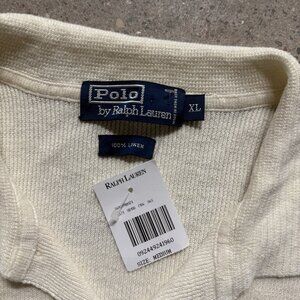 Polo
by Ralph Lauren
XL
100% LINEN
RALPH LAUREN
092449241960
SIZE: MEDIUM